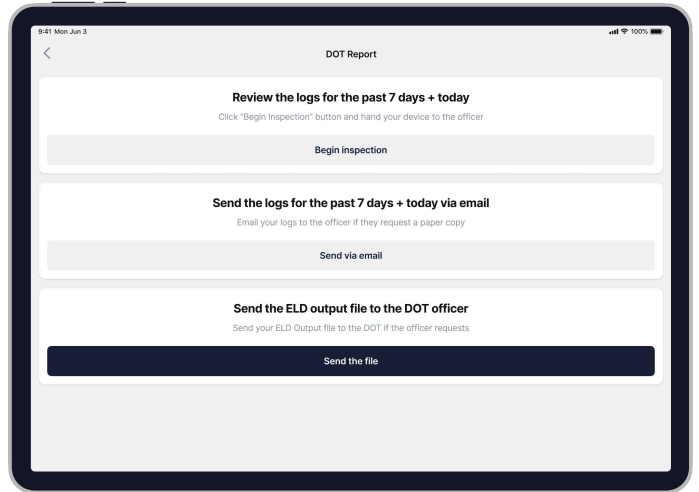 9:41 Mon Jun 3
100%
DOT Report
Review the logs for the past 7 days + today
Click "Begin Inspection" button and hand your device to the officer
Begin inspection
Send the logs for the past 7 days + today via email
Email your logs to the officer if they request a paper copy
Send via email
Send the ELD output file to the DOT officer
Send your ELD Output file to the DOT if the officer requests
Send the file